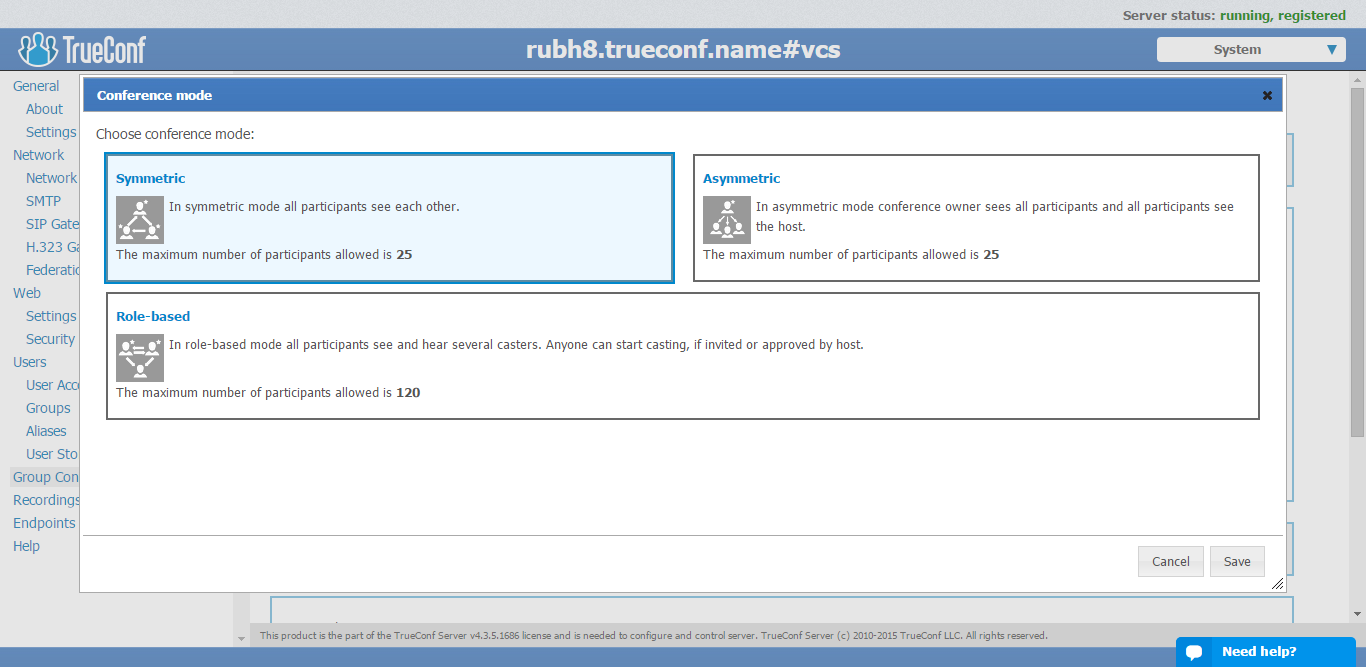 Server status: running, registered
TrueConf
rubh8.trueconf.name#vcs
System
General
About
Settings
Network
Network
SMTP
SIP Gate
H.323 Ga
Federatio
Web
Settings
Security
Users
User Acco
Groups
Aliases
User Sto
Group Con
Recordings
Endpoints
Help
Conference mode
Choose conference mode:
Symmetric
In symmetric mode all participants see each other.
The maximum number of participants allowed is 25
Asymmetric
In asymmetric mode conference owner sees all participants and all participants see
the host.
The maximum number of participants allowed is 25
Role-based
In role-based mode all participants see and hear several casters. Anyone can start casting, if invited or approved by host.
The maximum number of participants allowed is 120
Cancel
Save
This product is the part of the TrueConf Server v4.3.5.1686 license and is needed to configure and control server. TrueConf Server (c) 2010-2015 TrueConf LLC. All rights reserved.
Need help?